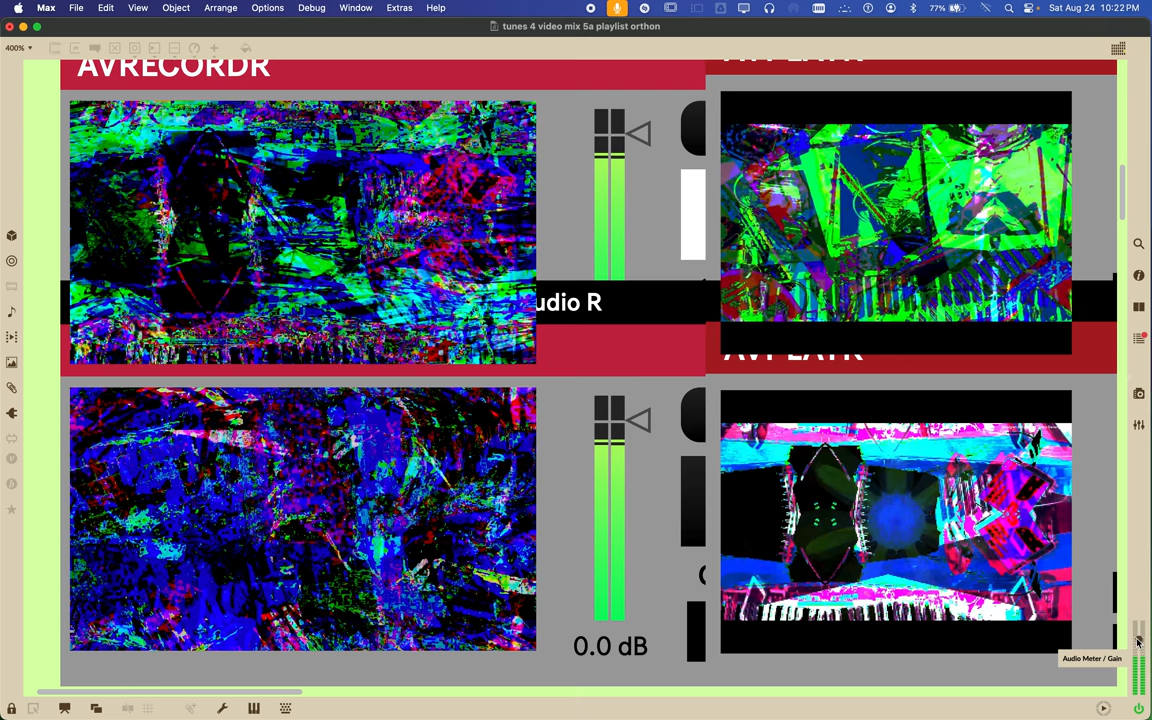 Max File Edit View Object Arrange Options Debug Window Extras Help
77%
Sat Aug 24 10:22 PM
tunes 4 video mix 5a playlist orthon
400%
AVRECORDR
udio R
0.0 dB
Audio Meter / Gain